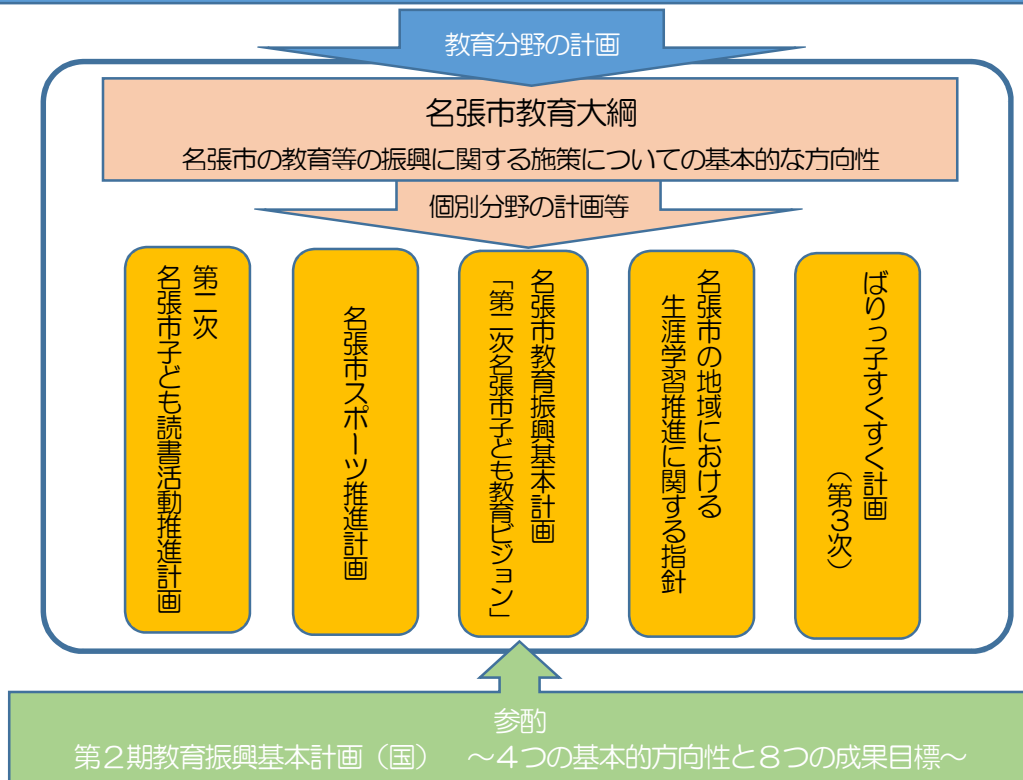 教育分野の計画
名張市教育大綱
名張市の教育等の振興に関する施策についての基本的な方向性
個別分野の計画等
ばりっ子すくすく計画
（第３次）
名張市の地域における
生涯学習推進に関する指針
名張市教育振興基本計画
「第二次名張市子ども教育ビジョン」
名張市スポーツ推進計画
第二次
名張市子ども読書活動推進計画
参酌
第２期教育振興基本計画（国）　～４つの基本的方向性と８つの成果目標～